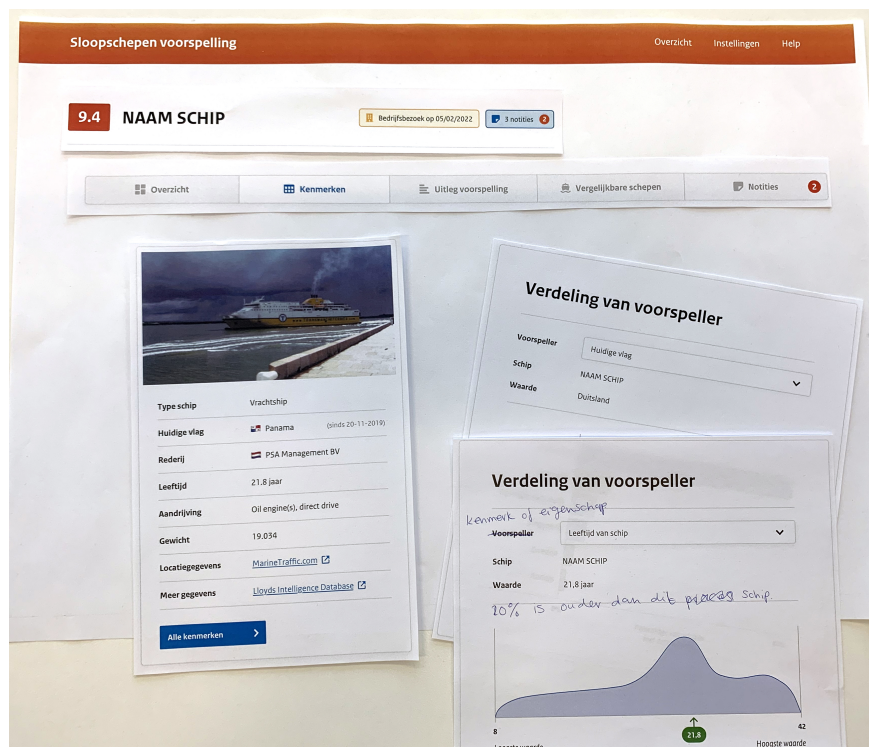 Sloopschepen voorspelling
Overzicht Instellingen Help
9.4 NAAM SCHIP
Bedrijfsbezoek op 05/02/2022
3 notities 2
Overzicht
Kenmerken
Uitleg voorspelling
Vergelijkbare schepen
Notities 2
Type schip Vrachtship
Huidige vlag Panama (sinds 20-11-2019)
Rederij PSA Management BV
Leeftijd 21.8 jaar
Aandrijving Oil engine(s), direct drive
Gewicht 19.034
Locatiegegevens MarineTraffic.com
Meer gegevens Lloyds Intelligence Database
Alle kenmerken
Verdeling van voorspeller
Voorspeller Huidige vlag
Schip NAAM SCHIP
Waarde Duitsland
Verdeling van voorspeller
kenmerk of eigenschap
Voorspeller Leeftijd van schip
Schip NAAM SCHIP
Waarde 21,8 jaar
20% is ouder dan dit schip.
8 21,8 42
Laagste waarde Hoogste waarde